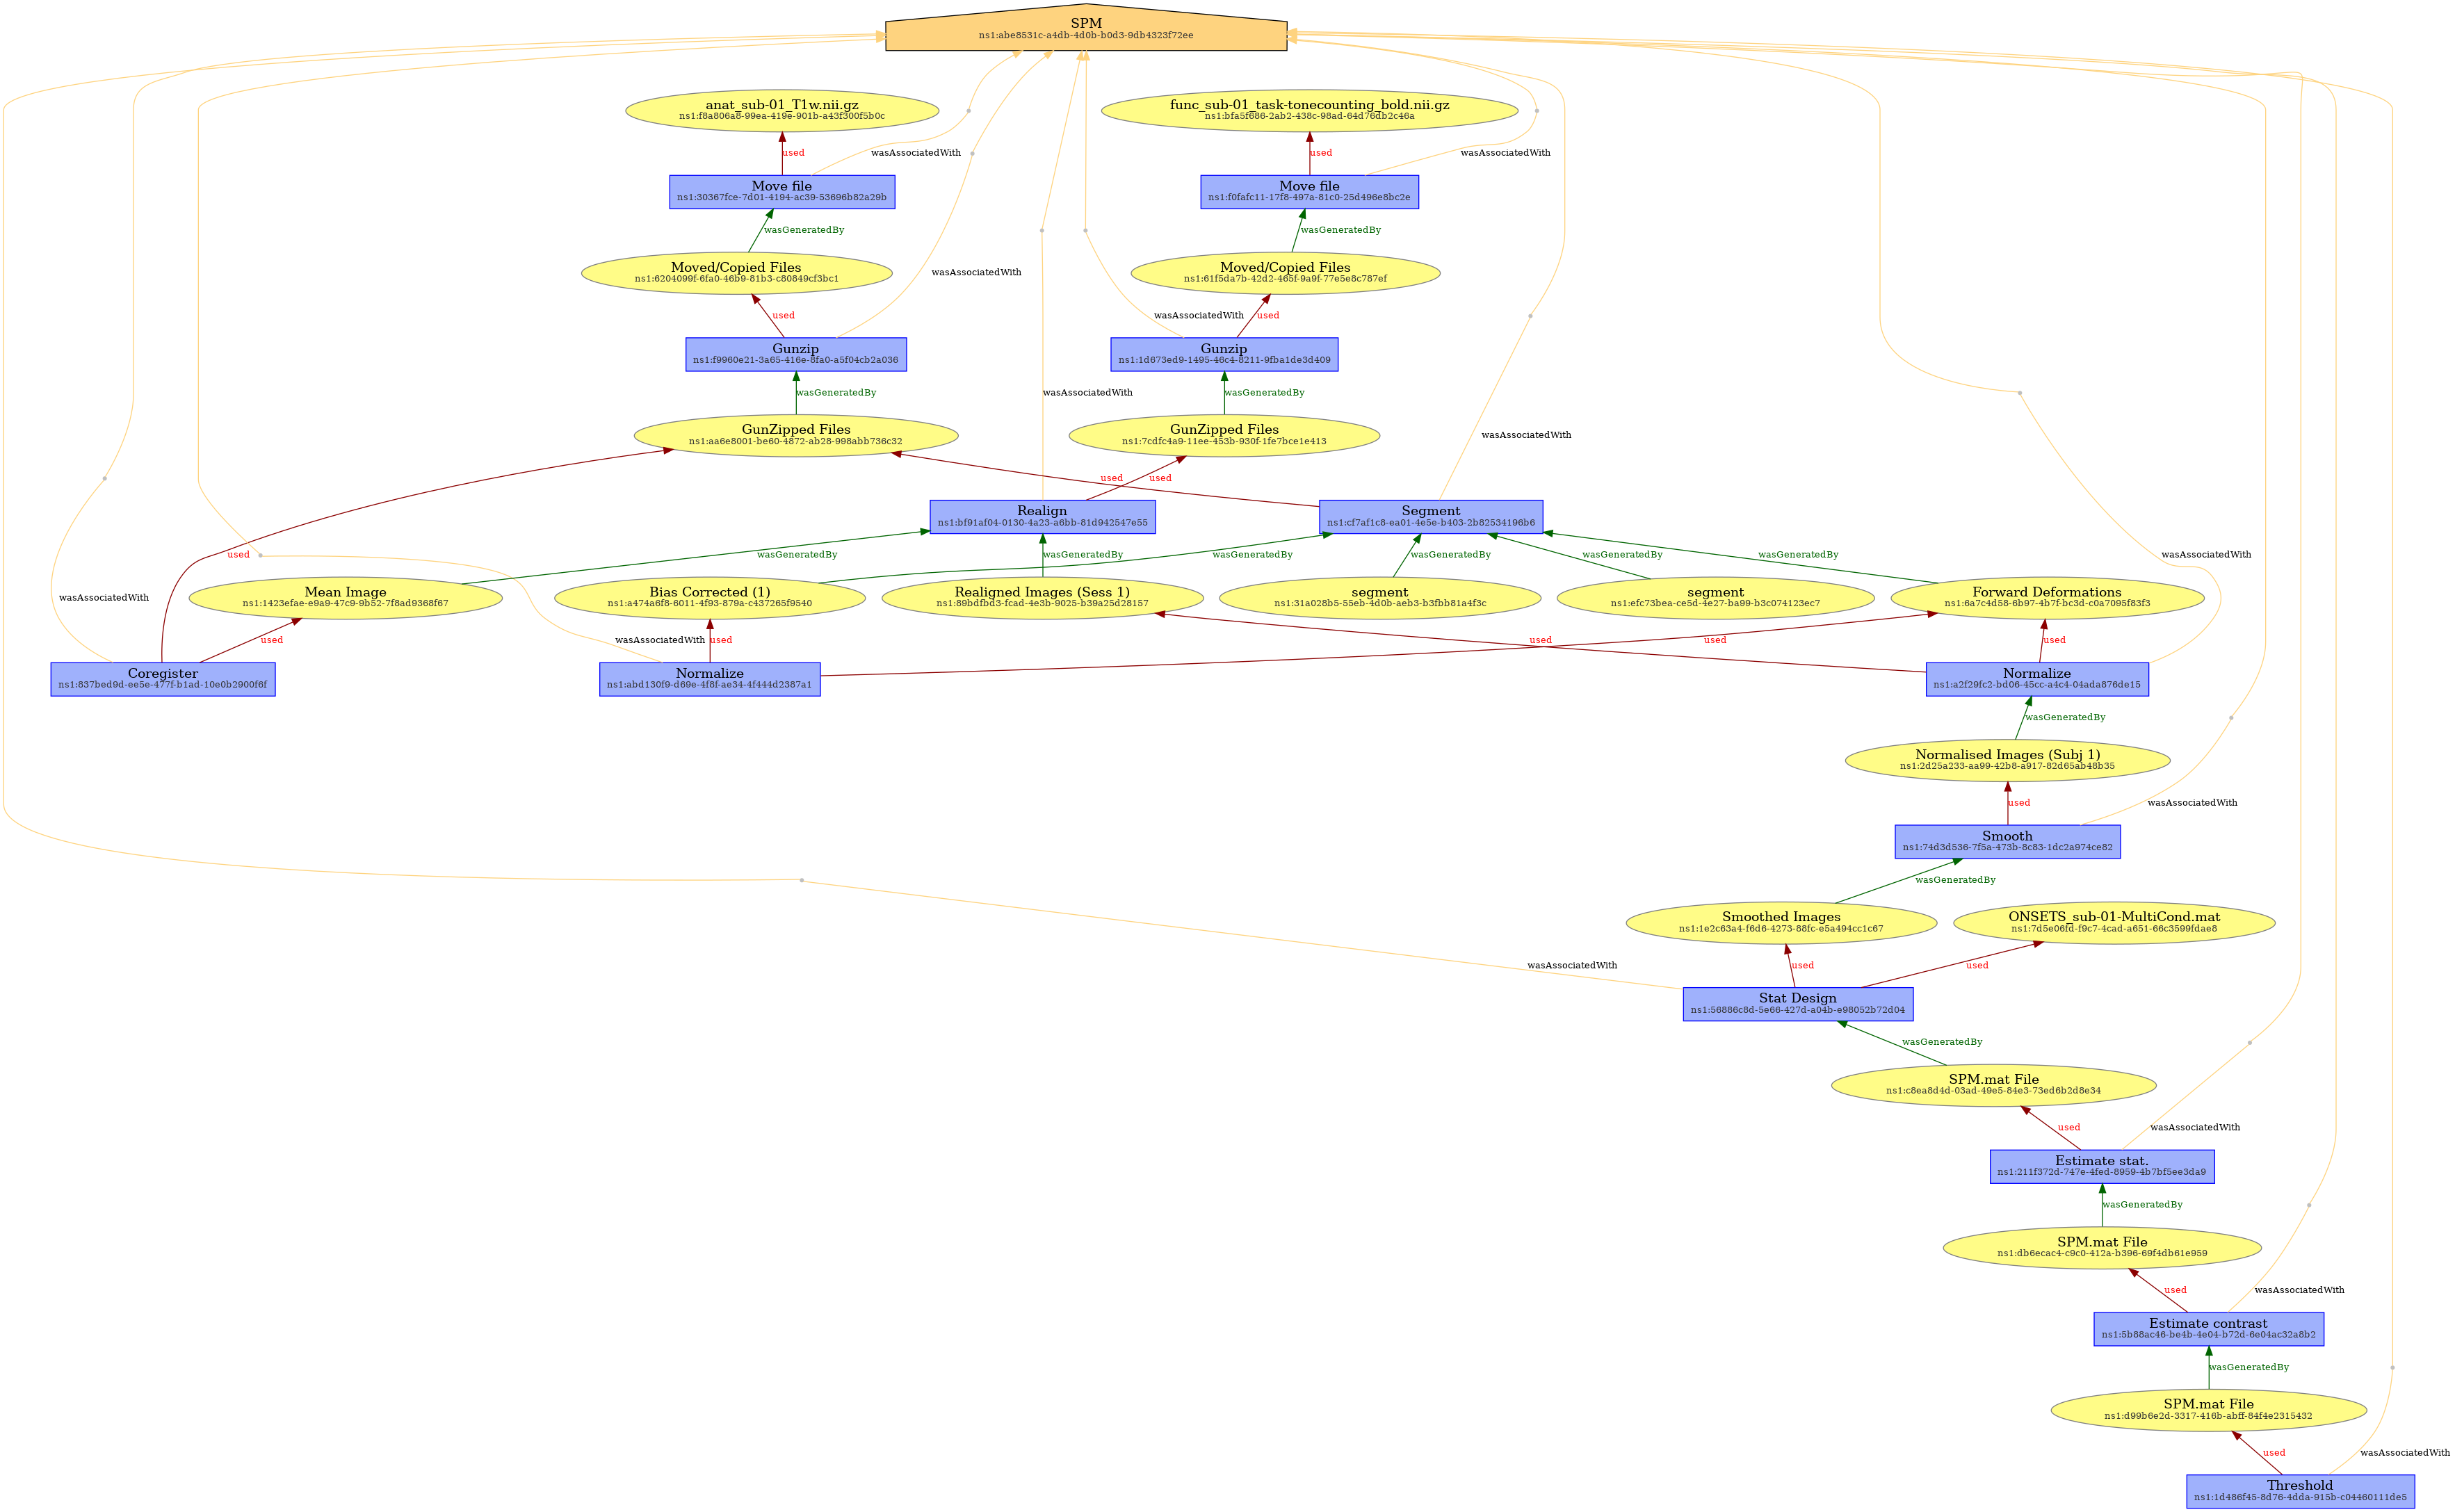 SPM
ns1:abe8531c-a4db-4d0b-b0d3-9db4323f72ee
anat_sub-01_T1w.nii.gz
ns1:f8a806a8-99ea-419e-901b-a43f300f5b0c
func_sub-01_task-tonecounting_bold.nii.gz
ns1:bfa5f686-2ab2-438c-98ad-64d76db2c46a
used
wasAssociatedWith
used
wasAssociatedWith
Move file
ns1:30367fce-7d01-4194-ac39-53696b82a29b
Move file
ns1:f0fafc11-17f8-497a-81c0-25d496e8bc2e
wasGeneratedBy
wasGeneratedBy
Moved/Copied Files
ns1:6204099f-6fa0-46b9-81b3-c80849cf3bc1
wasAssociatedWith
Moved/Copied Files
ns1:61f5da7b-42d2-465f-9a9f-77e5e8c787ef
used
wasAssociatedWith
used
Gunzip
ns1:f9960e21-3a65-416e-8fa0-a5f04cb2a036
Gunzip
ns1:1d673ed9-1495-46c4-8211-9fba1de3d409
wasGeneratedBy
wasAssociatedWith
wasGeneratedBy
GunZipped Files
ns1:aa6e8001-be60-4872-ab28-998abb736c32
GunZipped Files
ns1:7cdfc4a9-11ee-453b-930f-1fe7bce1e413
wasAssociatedWith
used
used
Realign
ns1:bf91af04-0130-4a23-a6bb-81d942547e55
Segment
ns1:cf7af1c8-ea01-4e5e-b403-2b82534196b6
used
wasGeneratedBy
wasGeneratedBy
wasGeneratedBy
wasGeneratedBy
wasGeneratedBy
wasGeneratedBy
wasAssociatedWith
wasAssociatedWith
Mean Image
ns1:1423efae-e9a9-47c9-9b52-7f8ad9368f67
Bias Corrected (1)
ns1:a474a6f8-6011-4f93-879a-c437265f9540
Realigned Images (Sess 1)
ns1:89bdfbd3-fcad-4e3b-9025-b39a25d28157
segment
ns1:31a028b5-55eb-4d0b-aeb3-b3fbb81a4f3c
segment
ns1:efc73bea-ce5d-4e27-ba99-b3c074123ec7
Forward Deformations
ns1:6a7c4d58-6b97-4b7f-bc3d-c0a7095f83f3
used
wasAssociatedWith
used
used
used
used
Coregister
ns1:837bed9d-ee5e-477f-b1ad-10e0b2900f6f
Normalize
ns1:abd130f9-d69e-4f8f-ae34-4f444d2387a1
Normalize
ns1:a2f29fc2-bd06-45cc-a4c4-04ada876de15
wasGeneratedBy
Normalised Images (Subj 1)
ns1:2d25a233-aa99-42b8-a917-82d65ab48b35
used
wasAssociatedWith
Smooth
ns1:74d3d536-7f5a-473b-8c83-1dc2a974ce82
wasGeneratedBy
Smoothed Images
ns1:1e2c63a4-f6d6-4273-88fc-e5a494cc1c67
ONSETS_sub-01-MultiCond.mat
ns1:7d5e06fd-f9c7-4cad-a651-66c3599fdae8
wasAssociatedWith
used
used
Stat Design
ns1:56886c8d-5e66-427d-a04b-e98052b72d04
wasGeneratedBy
SPM.mat File
ns1:c8ea8d4d-03ad-49e5-84e3-73ed6b2d8e34
used
wasAssociatedWith
Estimate stat.
ns1:211f372d-747e-4fed-8959-4b7bf5ee3da9
wasGeneratedBy
SPM.mat File
ns1:db6ecac4-c9c0-412a-b396-69f4db61e959
used
wasAssociatedWith
Estimate contrast
ns1:5b88ac46-be4b-4e04-b72d-6e04ac32a8b2
wasGeneratedBy
SPM.mat File
ns1:d99b6e2d-3317-416b-abff-84f4e2315432
used
wasAssociatedWith
Threshold
ns1:1d486f45-8d76-4dda-915b-c04460111de5